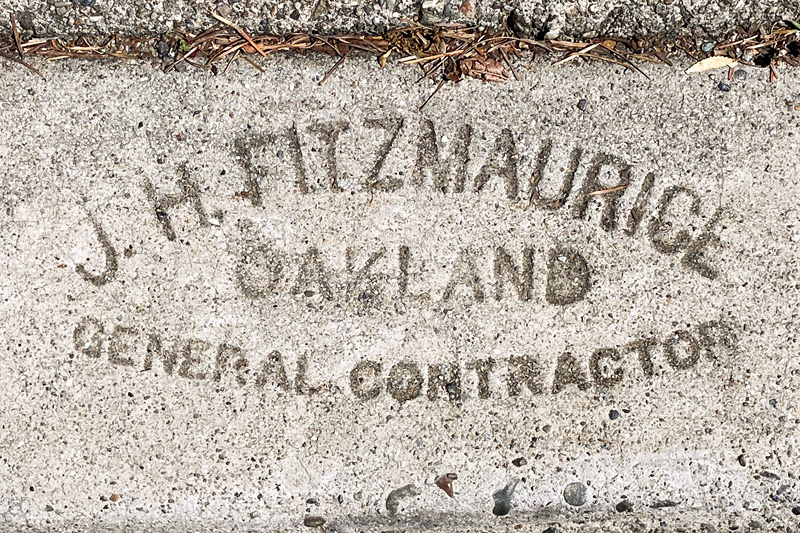 J. H. FITZMAURICE
OAKLAND
GENERAL CONTRACTOR